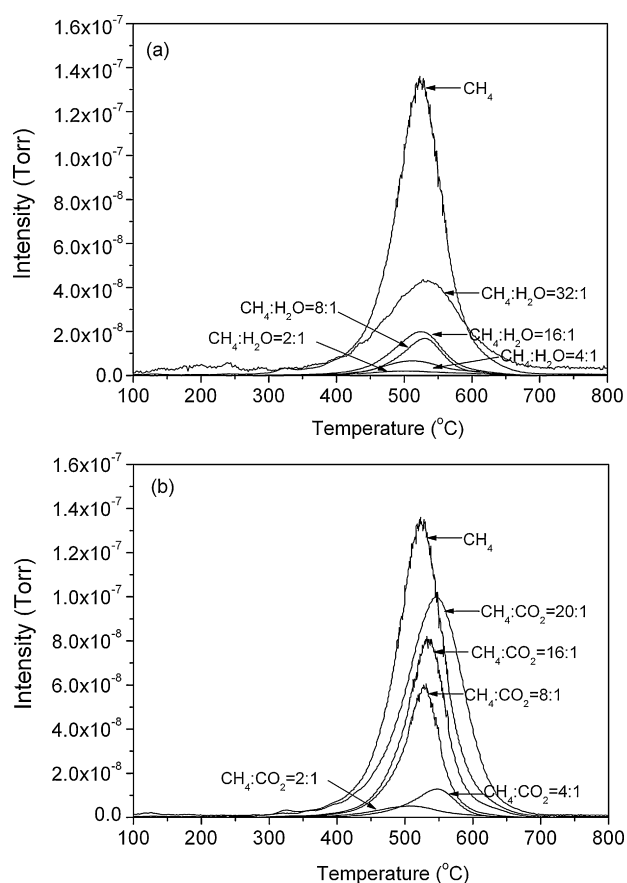 (a)
1.6x10⁻⁷
1.4x10⁻⁷
1.2x10⁻⁷
1.0x10⁻⁷
8.0x10⁻⁸
6.0x10⁻⁸
4.0x10⁻⁸
2.0x10⁻⁸
0.0
Intensity (Torr)
CH₄
CH₄:H₂O=32:1
CH₄:H₂O=8:1
CH₄:H₂O=16:1
CH₄:H₂O=2:1
CH₄:H₂O=4:1
100 200 300 400 500 600 700 800
Temperature (°C)
(b)
1.6x10⁻⁷
1.4x10⁻⁷
1.2x10⁻⁷
1.0x10⁻⁷
8.0x10⁻⁸
6.0x10⁻⁸
4.0x10⁻⁸
2.0x10⁻⁸
0.0
Intensity (Torr)
CH₄
CH₄:CO₂=20:1
CH₄:CO₂=16:1
CH₄:CO₂=8:1
CH₄:CO₂=2:1
CH₄:CO₂=4:1
100 200 300 400 500 600 700 800
Temperature (°C)